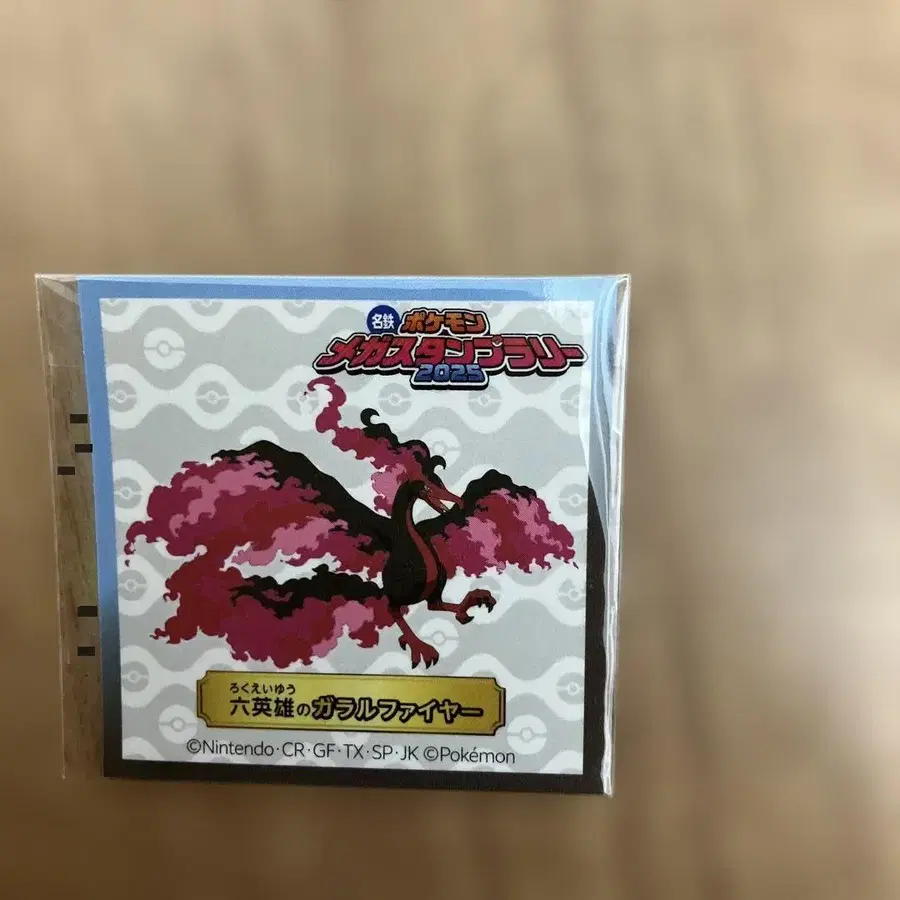 名鉄 ポケモン
メガスタンプラリー
2025
ろくえいゆう
六英雄のガラルファイヤー
©Nintendo・CR・GF・TX・SP・JK ©Pokémon